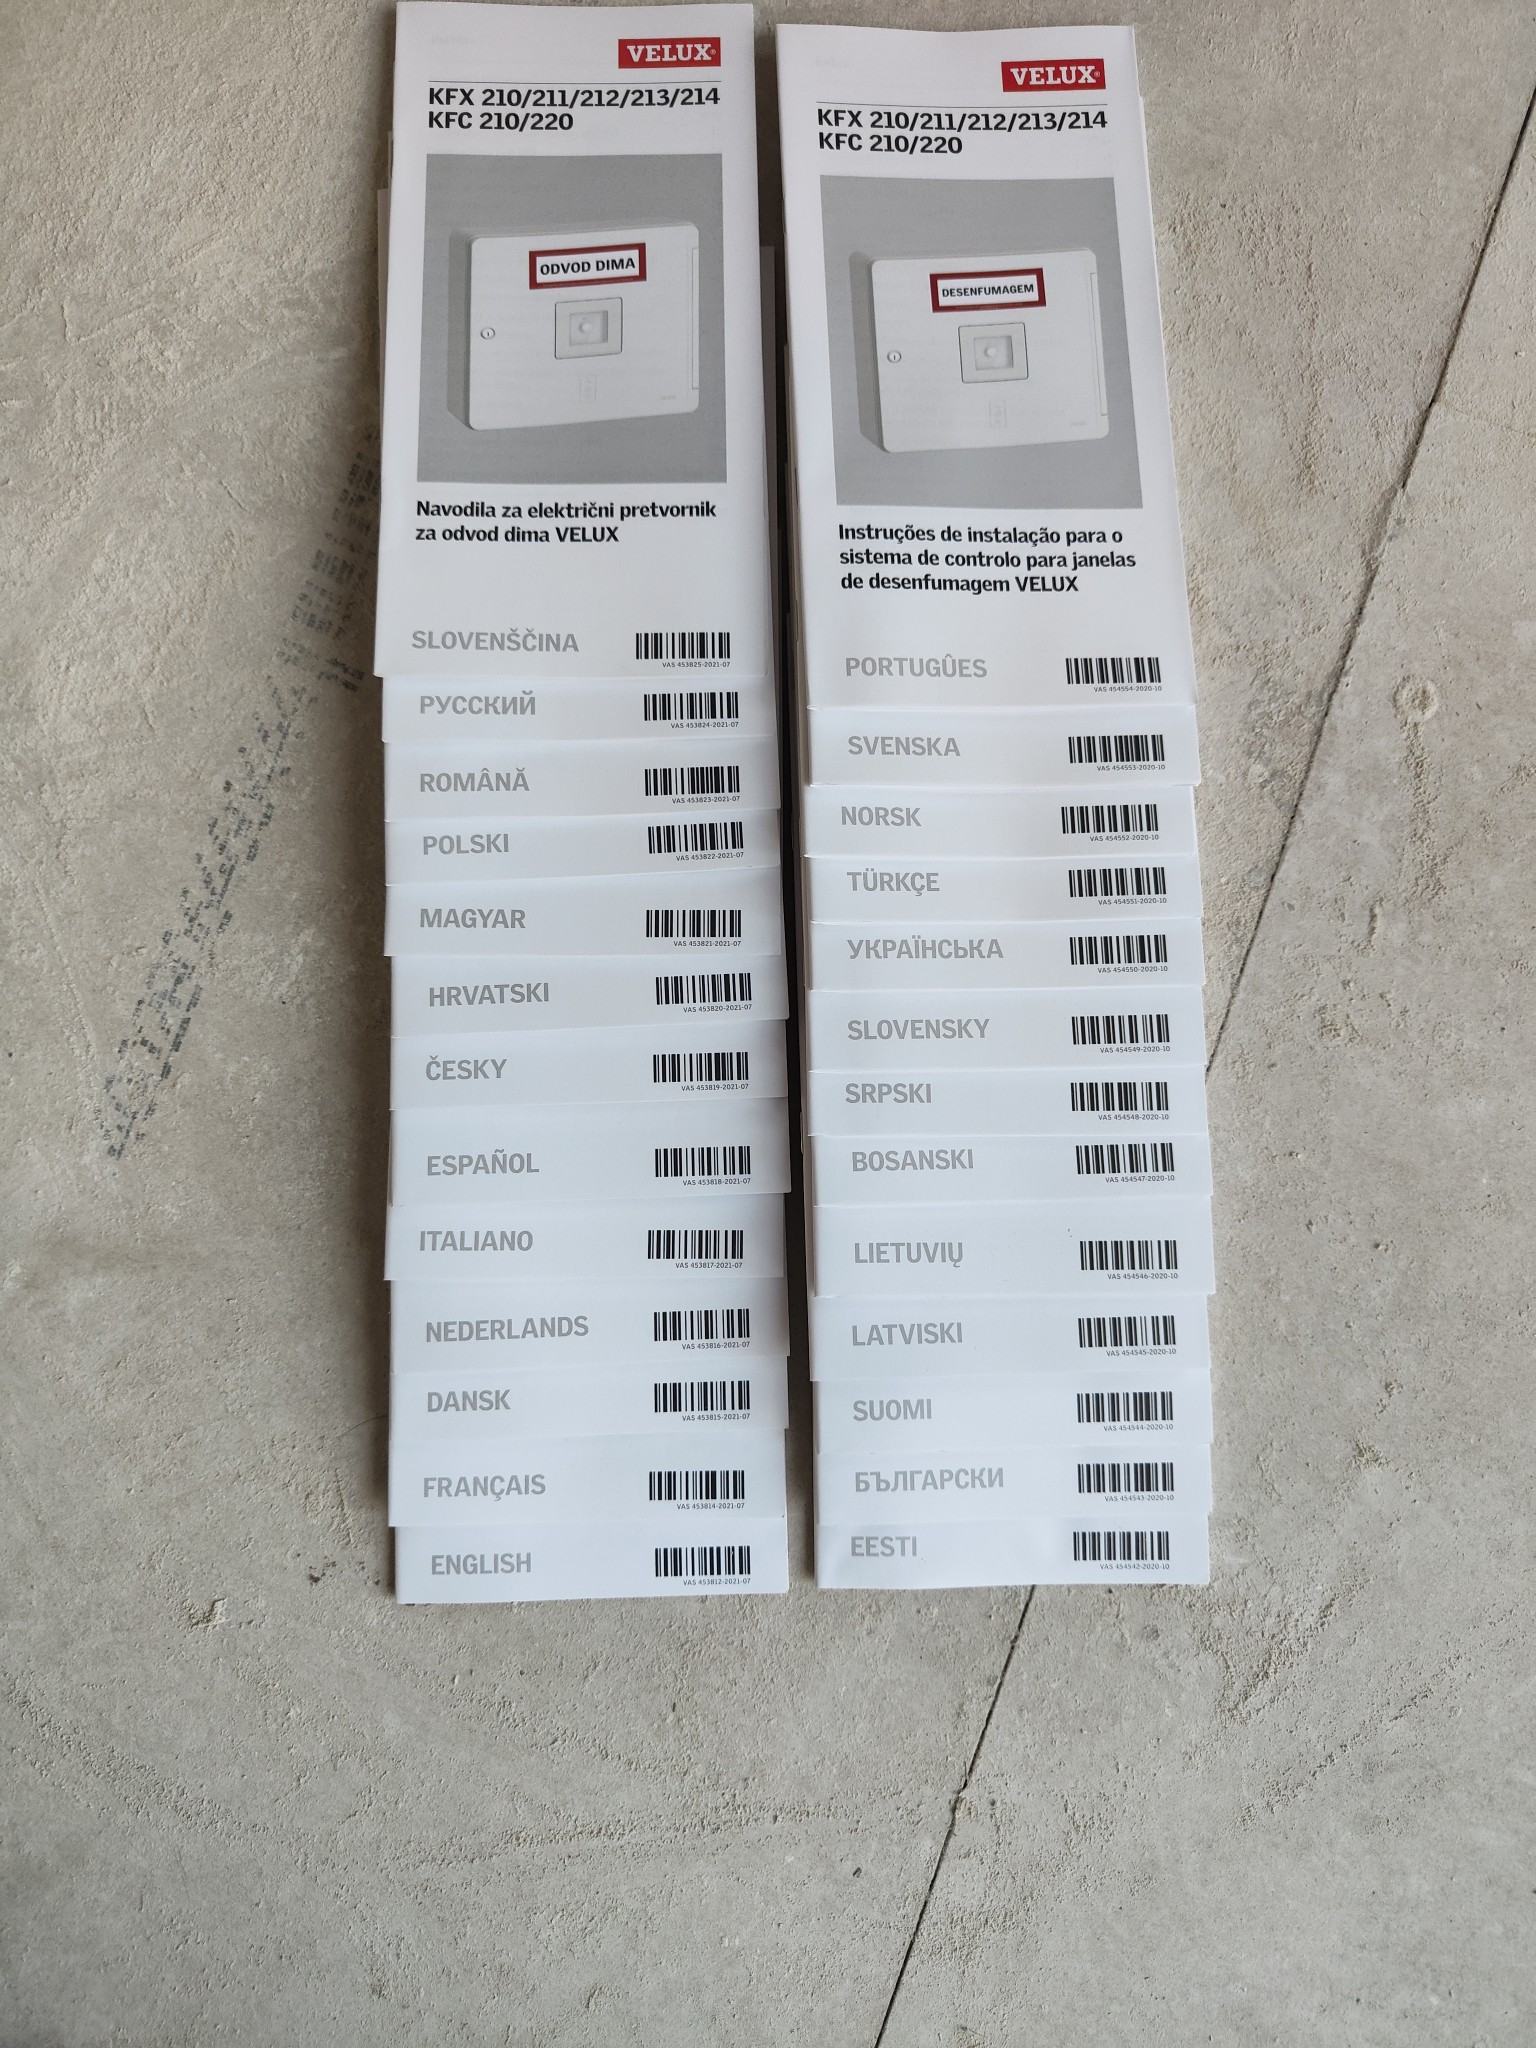 VELUX®
KFX 210/211/212/213/214
KFC 210/220
ODVOD DIMA
Navodila za električni pretvornik
za odvod dima VELUX
SLOVENŠČINA
VAS 453825-2021-07
РУССКИЙ
VAS 453824-2021-07
ROMÂNĂ
VAS 453823-2021-07
POLSKI
VAS 453822-2021-07
MAGYAR
VAS 453821-2021-07
HRVATSKI
VAS 453820-2021-07
ČESKY
VAS 453819-2021-07
ESPAÑOL
VAS 453818-2021-07
ITALIANO
VAS 453817-2021-07
NEDERLANDS
VAS 453816-2021-07
DANSK
VAS 453815-2021-07
FRANÇAIS
VAS 453814-2021-07
ENGLISH
VAS 453812-2021-07
VELUX®
KFX 210/211/212/213/214
KFC 210/220
DESENFUMAGEM
Instruções de instalação para o
sistema de controlo para janelas
de desenfumagem VELUX
PORTUGÛES
VAS 454554-2020-10
SVENSKA
VAS 454553-2020-10
NORSK
VAS 454552-2020-10
TÜRKÇE
VAS 454551-2020-10
УКРАЇНСЬКА
VAS 454550-2020-10
SLOVENSKY
VAS 454549-2020-10
SRPSKI
VAS 454548-2020-10
BOSANSKI
VAS 454547-2020-10
LIETUVIŲ
VAS 454546-2020-10
LATVISKI
VAS 454545-2020-10
SUOMI
VAS 454544-2020-10
БЪЛГАРСКИ
VAS 454543-2020-10
EESTI
VAS 454542-2020-10